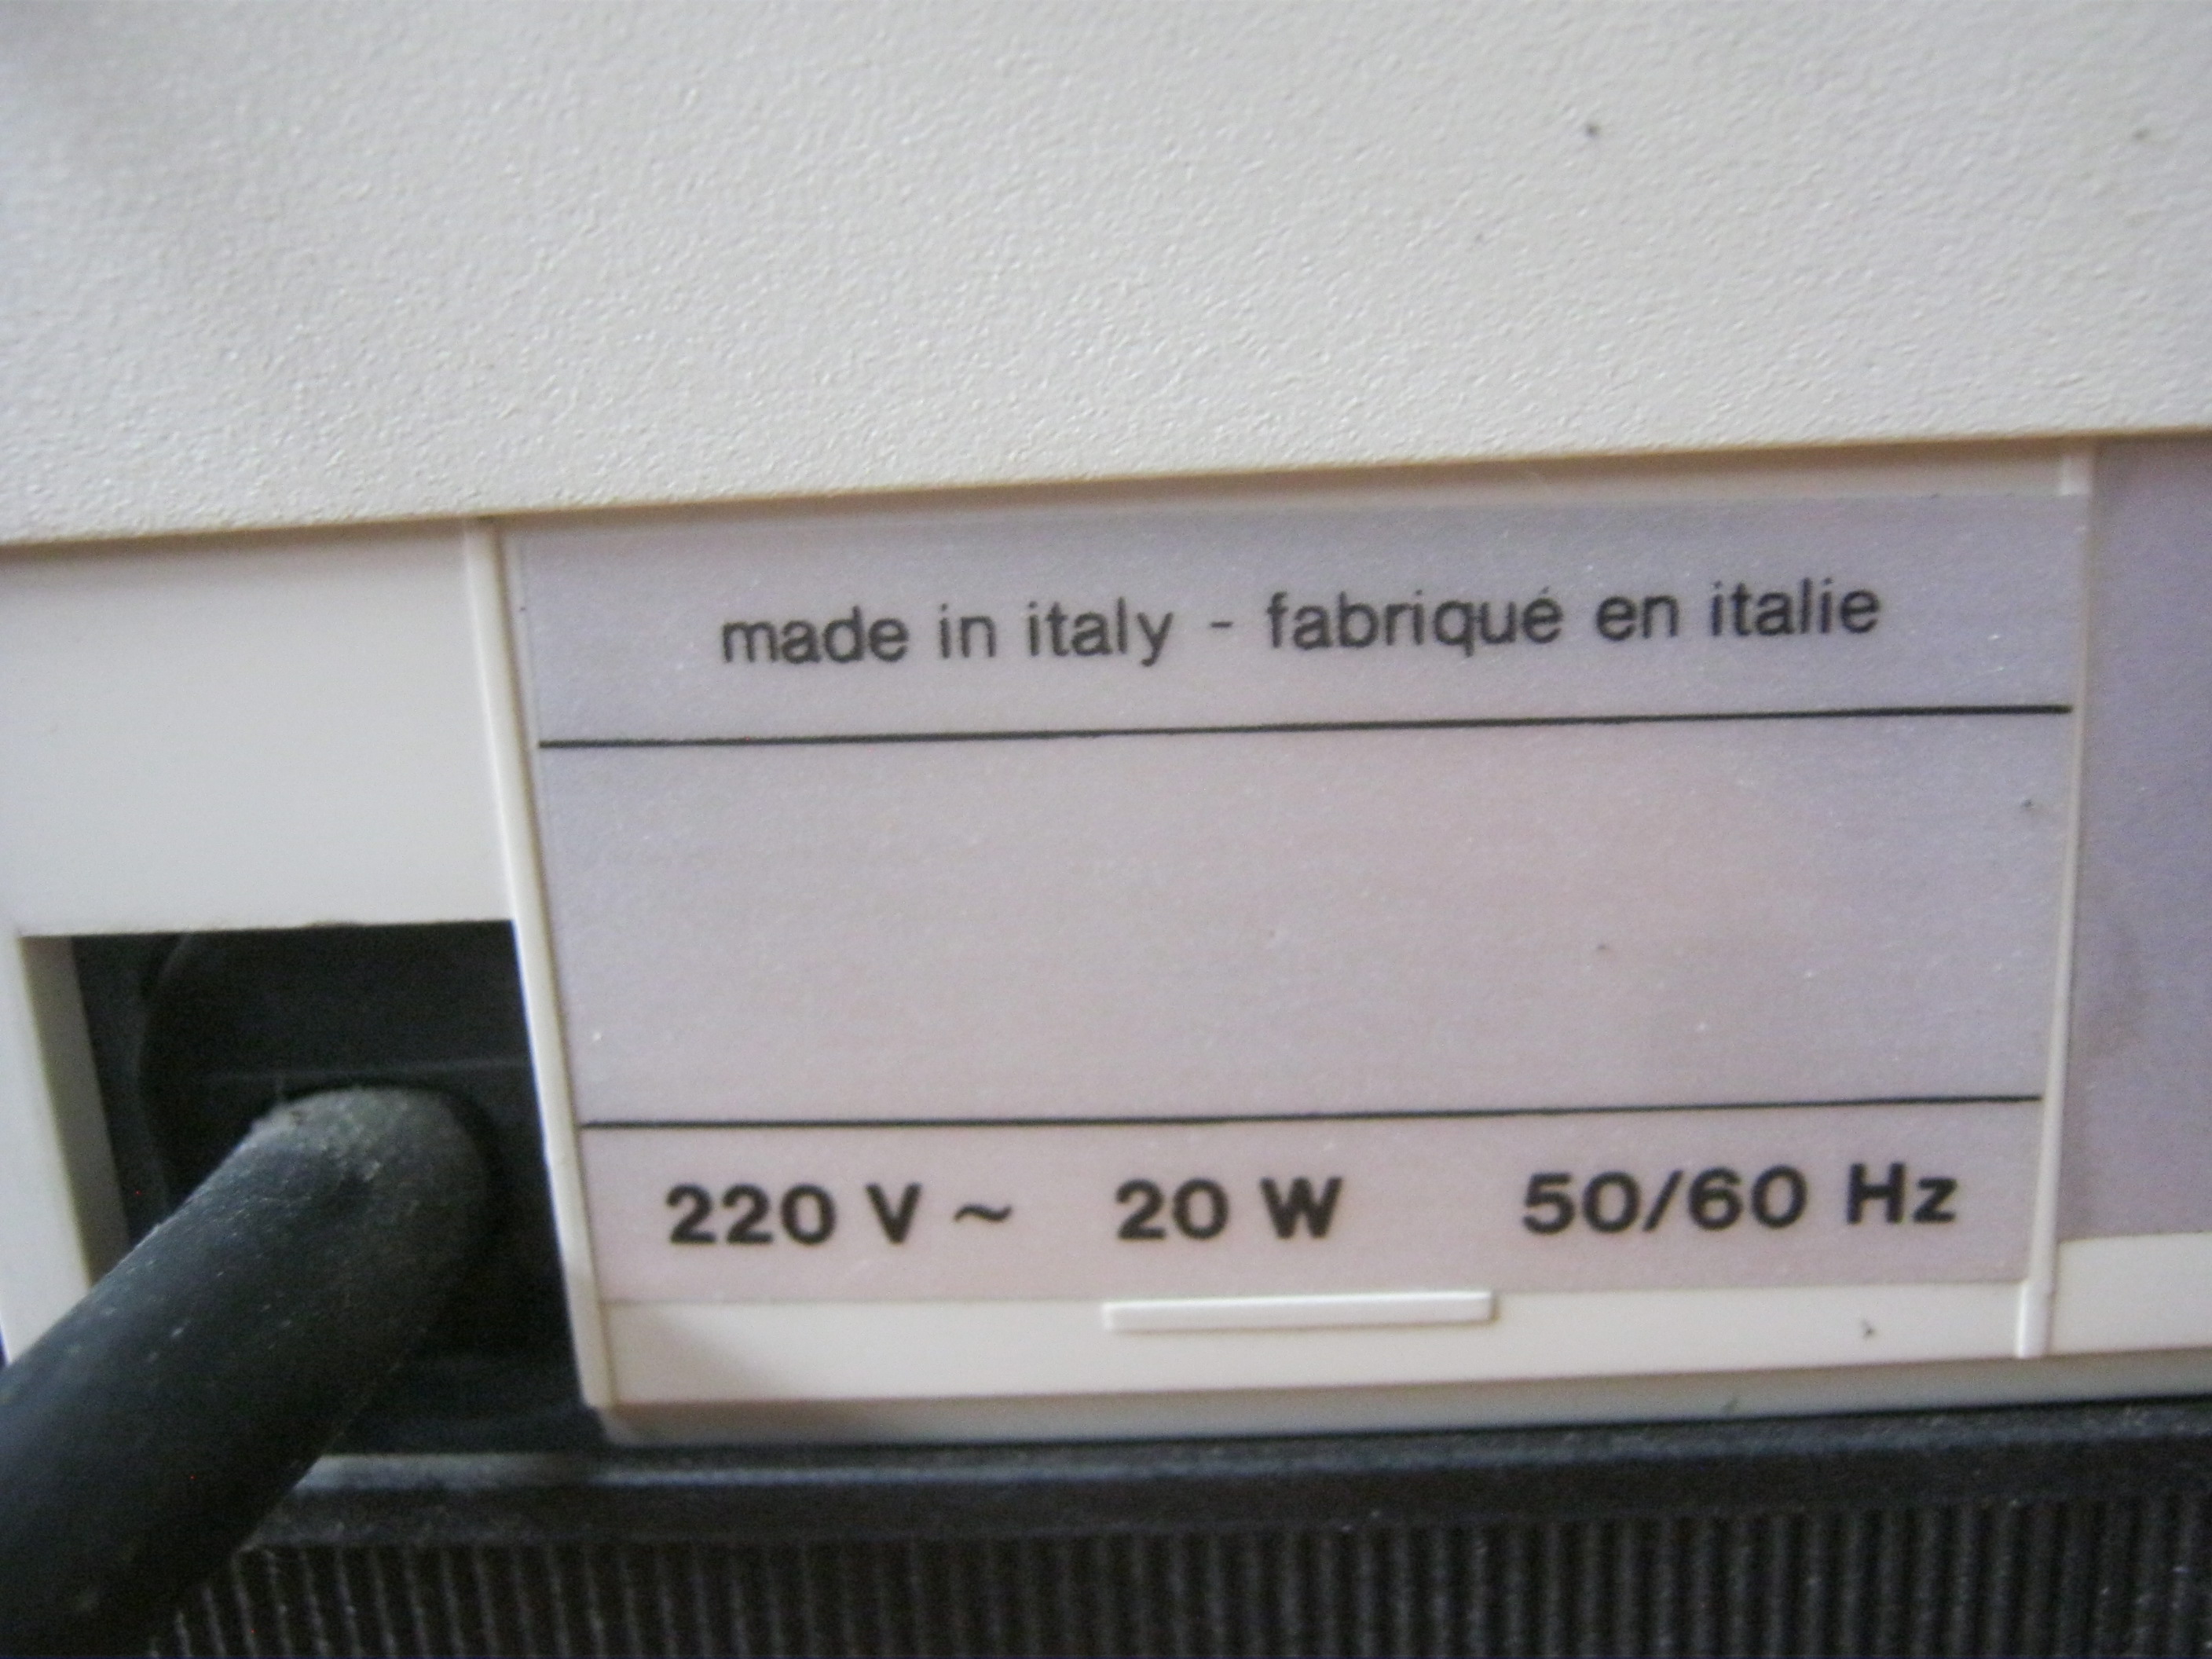 made in italy - fabriqué en italie
220 V ~ 20 W 50/60 Hz